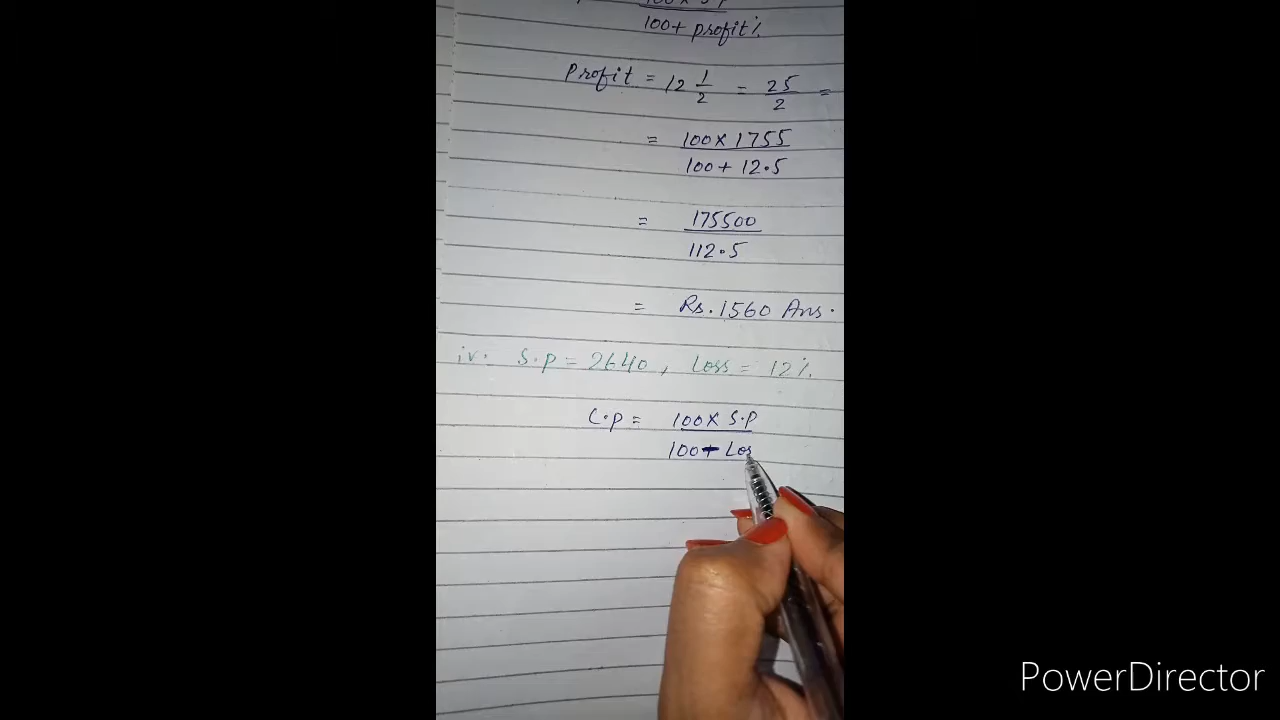 100+ profit%
Profit = 12 1/2 = 25/2 =
= 100 x 1755
100 + 12.5
= 175500
112.5
= Rs. 1560 Ans.
iv. S.p = 2640, Loss = 12%.
C.p = 100 x S.p
100 - Los
PowerDirector